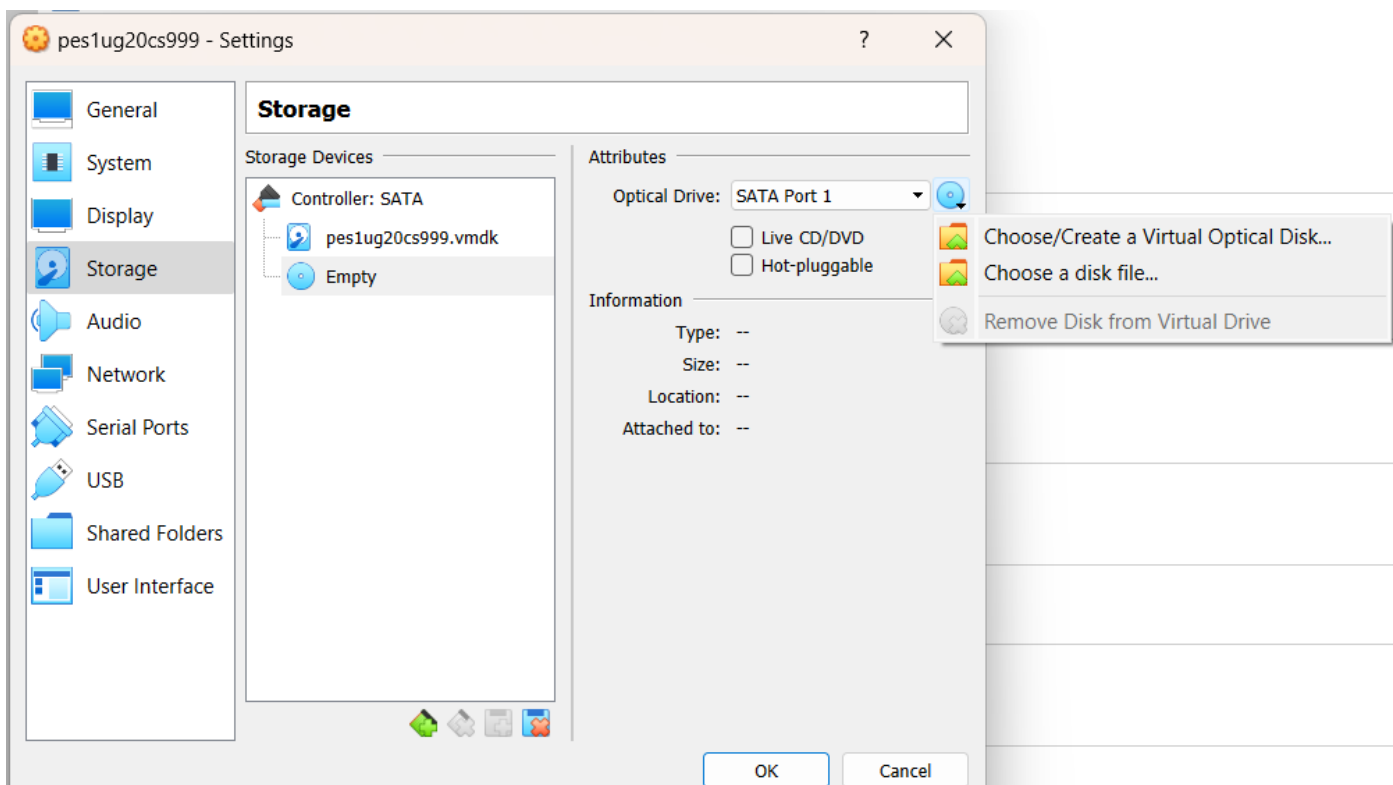 pes1ug20cs999 - Settings
?
General
System
Display
Storage
Audio
Network
Serial Ports
USB
Shared Folders
User Interface
Storage
Storage Devices
Controller: SATA
pes1ug20cs999.vmdk
Empty
Attributes
Optical Drive: SATA Port 1
Live CD/DVD
Hot-pluggable
Information
Type: --
Size: --
Location: --
Attached to: --
Choose/Create a Virtual Optical Disk...
Choose a disk file...
Remove Disk from Virtual Drive
OK
Cancel